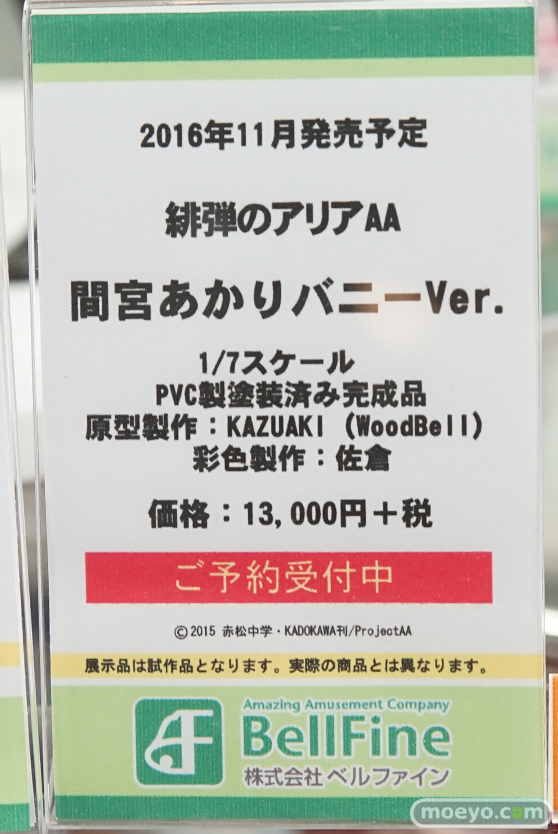 2016年11月発売予定
緋弾のアリアAA
間宮あかりバニーVer.
1/7スケール
PVC製塗装済み完成品
原型製作：KAZUAKI (WoodBell)
彩色製作：佐倉
価格：13,000円＋税
ご予約受付中
©2015 赤松中学・KADOKAWA刊/ProjectAA
展示品は試作品となります。実際の商品とは異なります。
Amazing Amusement Company
BellFine
株式会社ベルファイン
moeyo.com